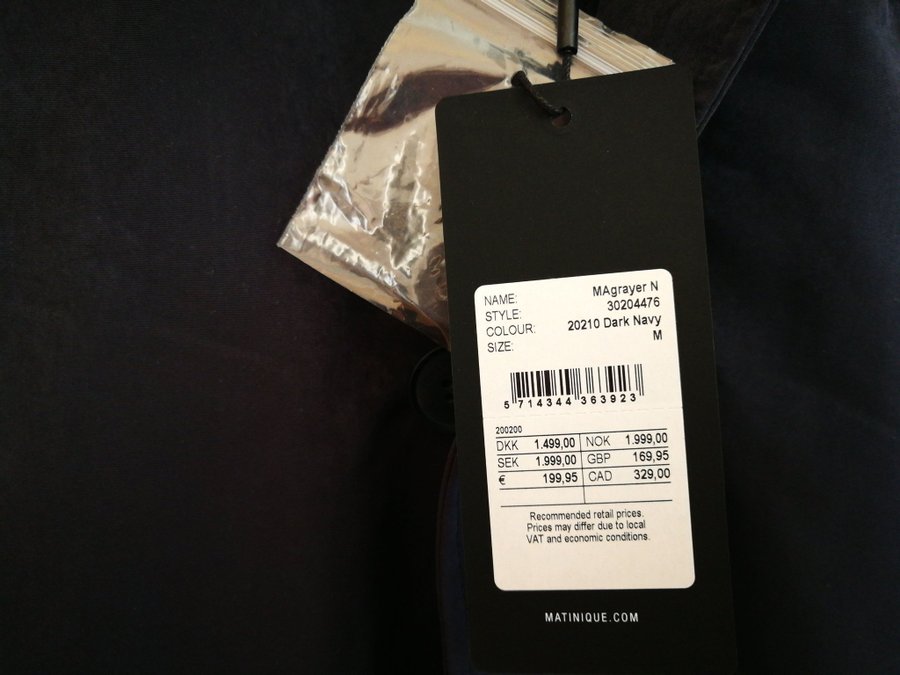 NAME: MAgrayer N
STYLE: 30204476
COLOUR: 20210 Dark Navy
SIZE: M
5 714344 363923
200200
DKK 1.499,00 NOK 1.999,00
SEK 1.999,00 GBP 169,95
€ 199,95 CAD 329,00
Recommended retail prices.
Prices may differ due to local
VAT and economic conditions.
MATINIQUE.COM